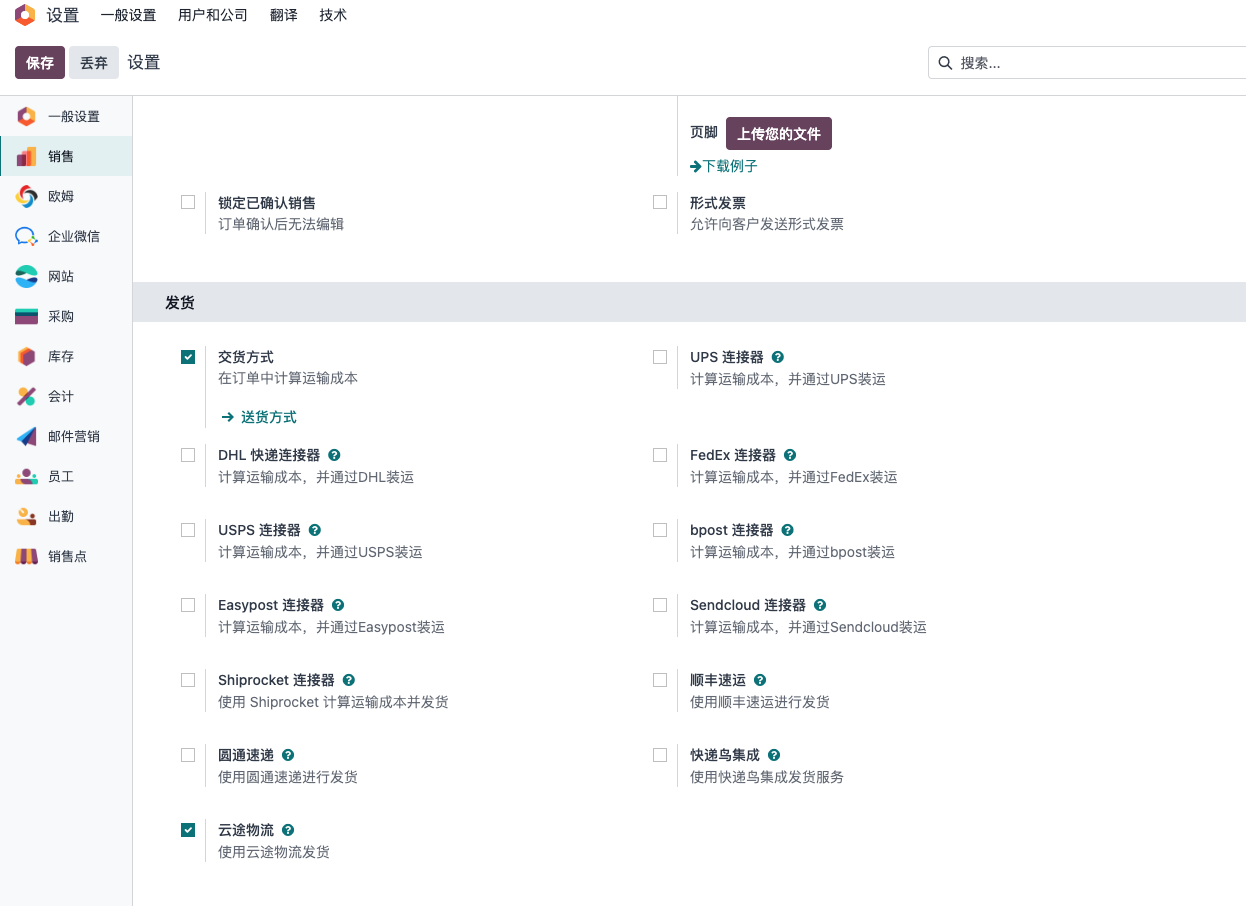 设置 一般设置 用户和公司 翻译 技术
保存 丢弃 设置 搜索...
一般设置
销售
欧姆
企业微信
网站
采购
库存
会计
邮件营销
员工
出勤
销售点
页脚 上传您的文件
下载例子
锁定已确认销售
订单确认后无法编辑
形式发票
允许向客户发送形式发票
发货
交货方式
在订单中计算运输成本
送货方式
UPS 连接器
计算运输成本，并通过UPS装运
DHL 快递连接器
计算运输成本，并通过DHL装运
FedEx 连接器
计算运输成本，并通过FedEx装运
USPS 连接器
计算运输成本，并通过USPS装运
bpost 连接器
计算运输成本，并通过bpost装运
Easypost 连接器
计算运输成本，并通过Easypost装运
Sendcloud 连接器
计算运输成本，并通过Sendcloud装运
Shiprocket 连接器
使用 Shiprocket 计算运输成本并发货
顺丰速运
使用顺丰速运进行发货
圆通速递
使用圆通速递进行发货
快递鸟集成
使用快递鸟集成发货服务
云途物流
使用云途物流发货